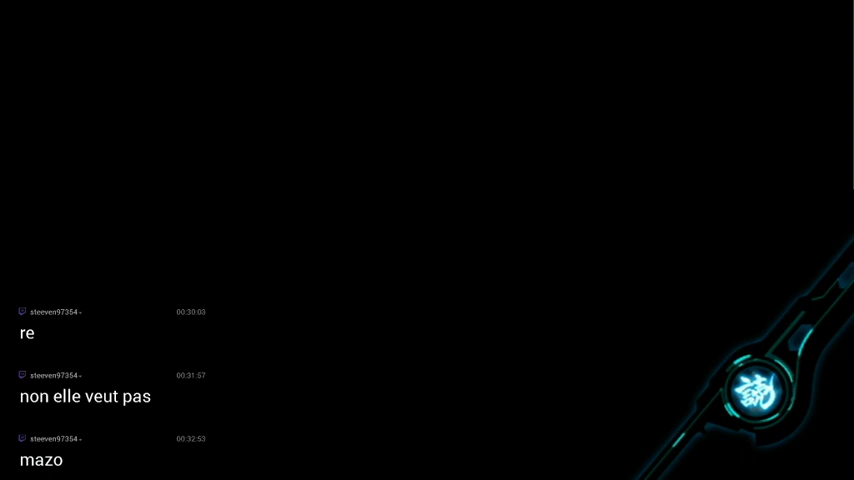 steeven97354
00:30:03
re
steeven97354
00:31:57
non elle veut pas
steeven97354
00:32:53
mazo